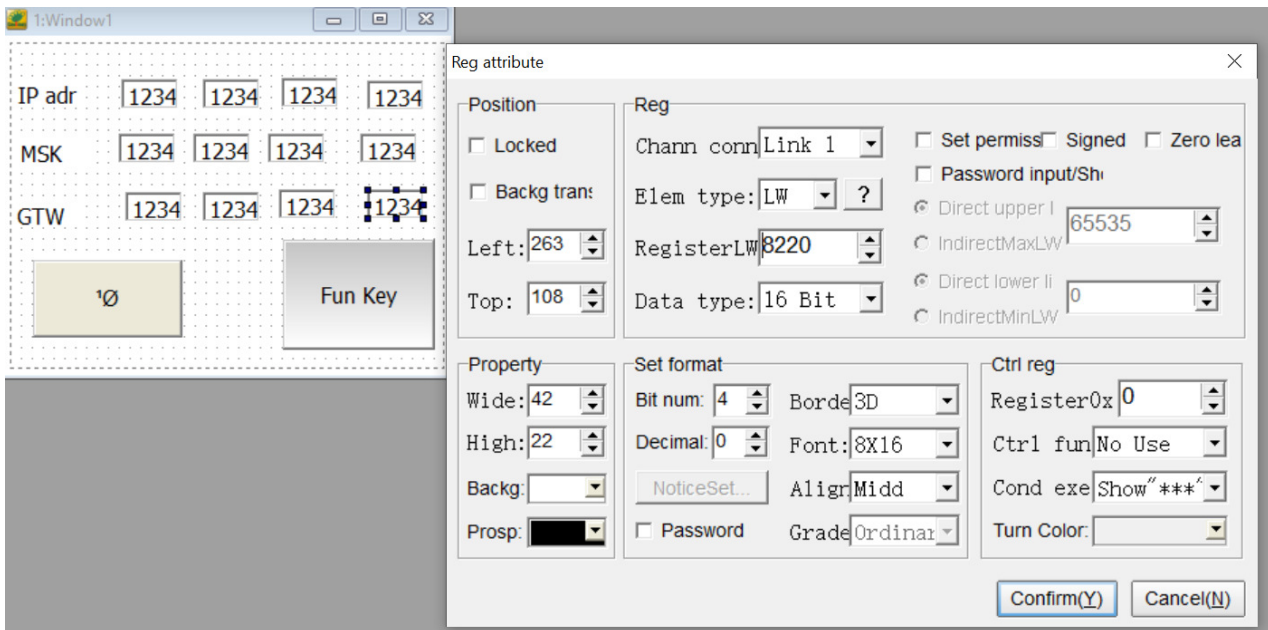 1:Window1
IP adr 1234 1234 1234 1234
MSK 1234 1234 1234 1234
GTW 1234 1234 1234 1234
¹Ø
Fun Key
Reg attribute
Position
Locked
Backg trans
Left: 263
Top: 108
Reg
Chann conn Link 1
Elem type: LW ?
RegisterLW 8220
Data type: 16 Bit
Set permiss Signed Zero lea
Password input/Sho
Direct upper l
IndirectMaxLW
65535
Direct lower li
IndirectMinLW
0
Property
Wide: 42
High: 22
Backg:
Prosp:
Set format
Bit num: 4
Decimal: 0
NoticeSet...
Password
Borde 3D
Font: 8X16
Align Midd
Grade Ordinar
Ctrl reg
Register0x 0
Ctrl fun No Use
Cond exe Show"***"
Turn Color:
Confirm(Y) Cancel(N)